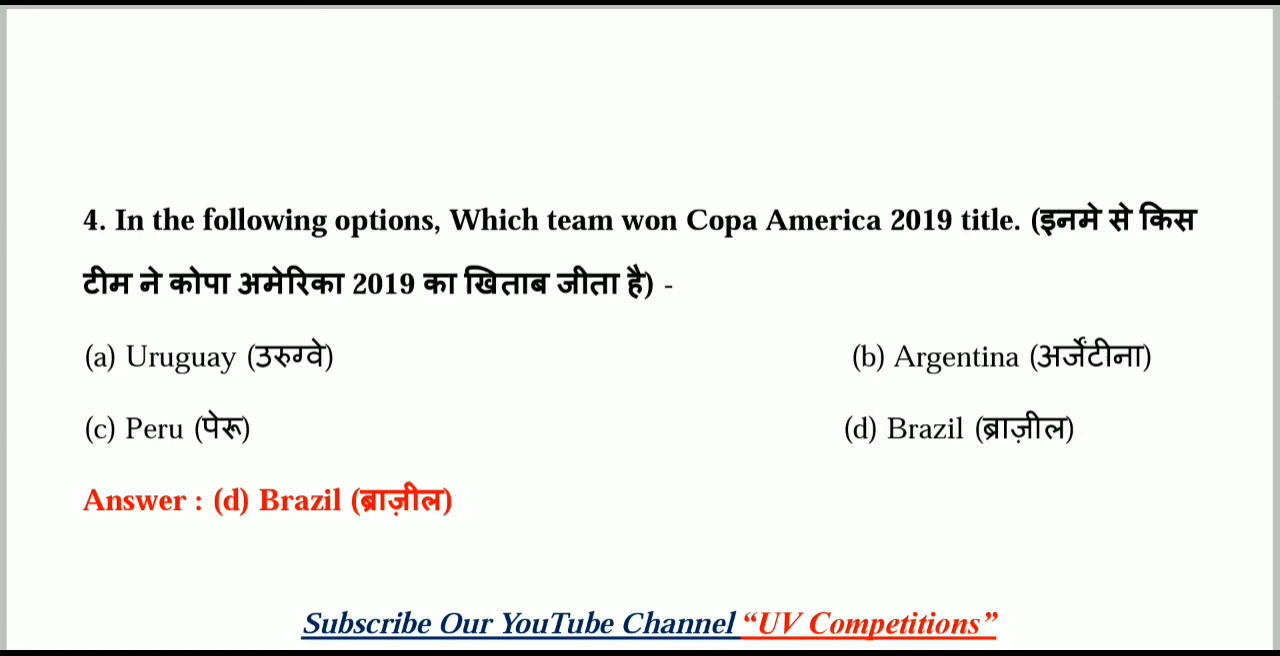 4. In the following options, Which team won Copa America 2019 title. (इनमे से किस
टीम ने कोपा अमेरिका 2019 का खिताब जीता है) -
(a) Uruguay (उरुग्वे) (b) Argentina (अर्जेंटीना)
(c) Peru (पेरू) (d) Brazil (ब्राज़ील)
Answer : (d) Brazil (ब्राज़ील)
Subscribe Our YouTube Channel “UV Competitions”